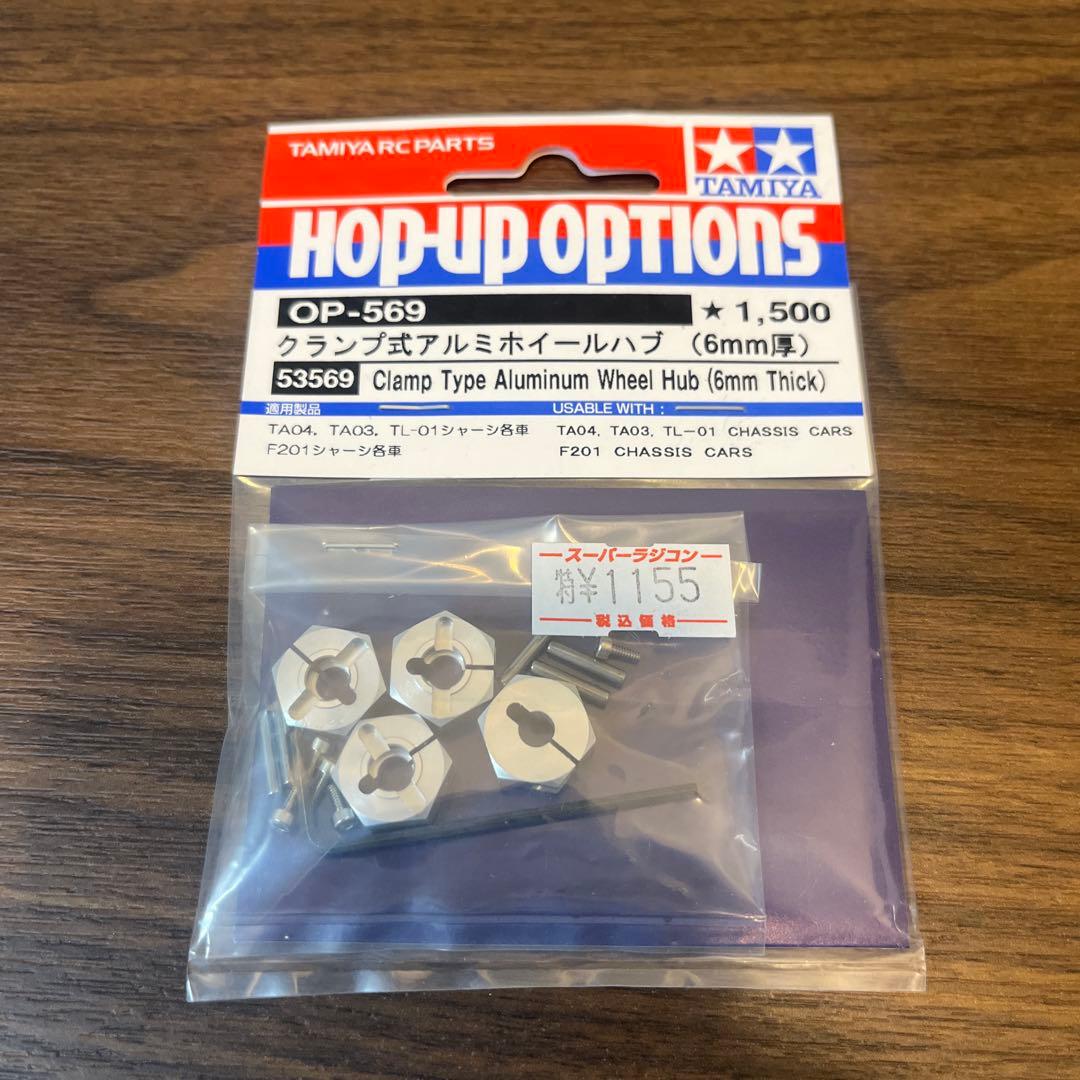 TAMIYA RC PARTS
TAMIYA
HOP-UP OPTIONS
OP-569 ★ 1,500
クランプ式アルミホイールハブ （6mm厚）
53569 Clamp Type Aluminum Wheel Hub (6mm Thick)
適用製品
TA04, TA03, TL-01シャーシ各車
F201シャーシ各車
USABLE WITH :
TA04, TA03, TL-01 CHASSIS CARS
F201 CHASSIS CARS
スーパーラジコン
特¥1155
税込価格